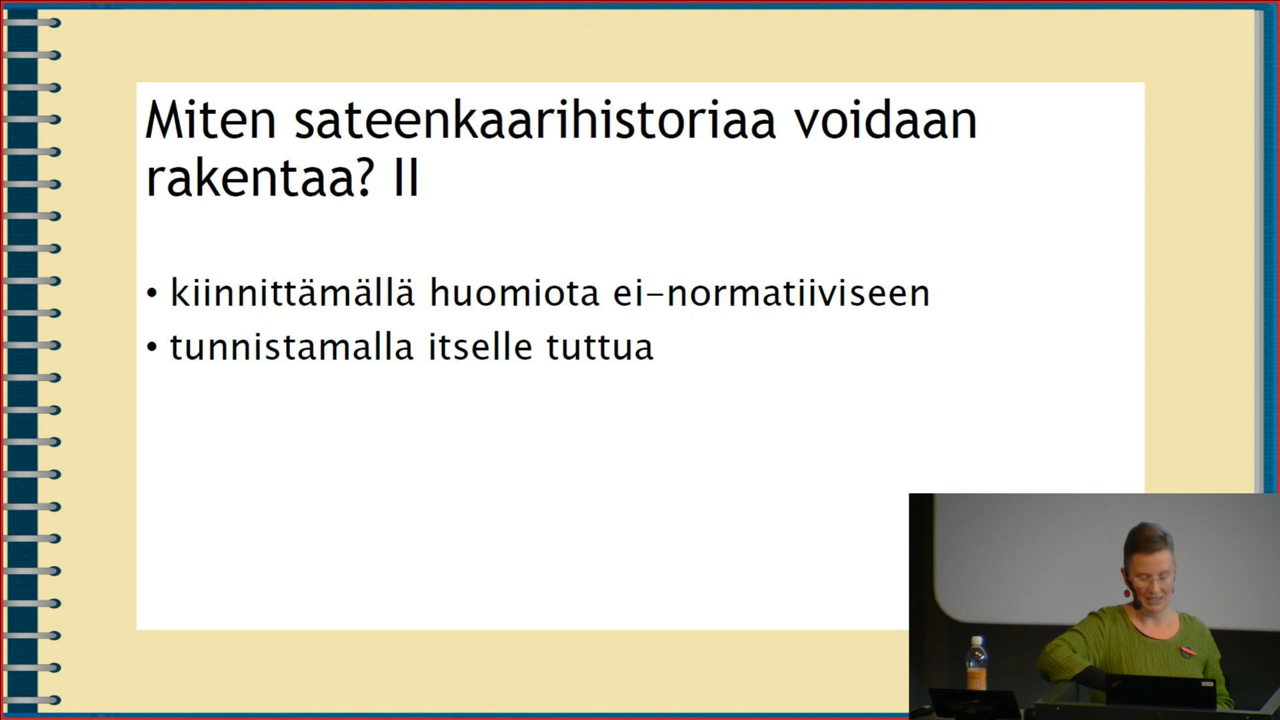 Miten sateenkaarihistoriaa voidaan
rakentaa? II
• kiinnittämällä huomiota ei-normatiiviseen
• tunnistamalla itselle tuttua